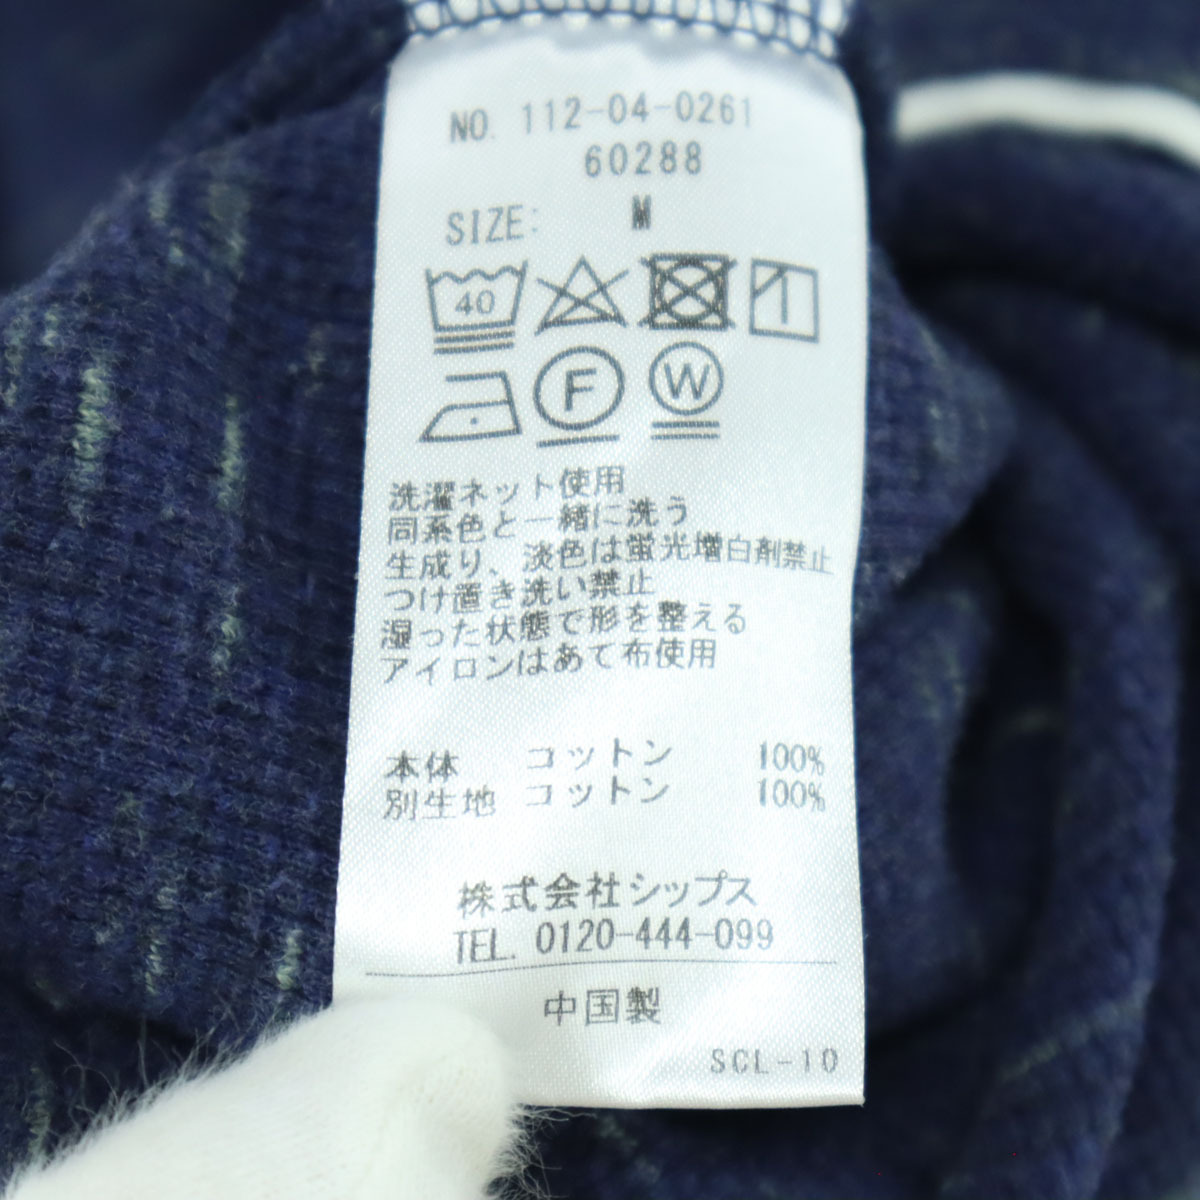 NO. 112-04-0261
60288
SIZE: M
40
F W
洗濯ネット使用
同系色と一緒に洗う
生成り、淡色は蛍光増白剤禁止
つけ置き洗い禁止
湿った状態で形を整える
アイロンはあて布使用
本体 コットン 100%
別生地 コットン 100%
株式会社シップス
TEL. 0120-444-099
中国製
SCL-10